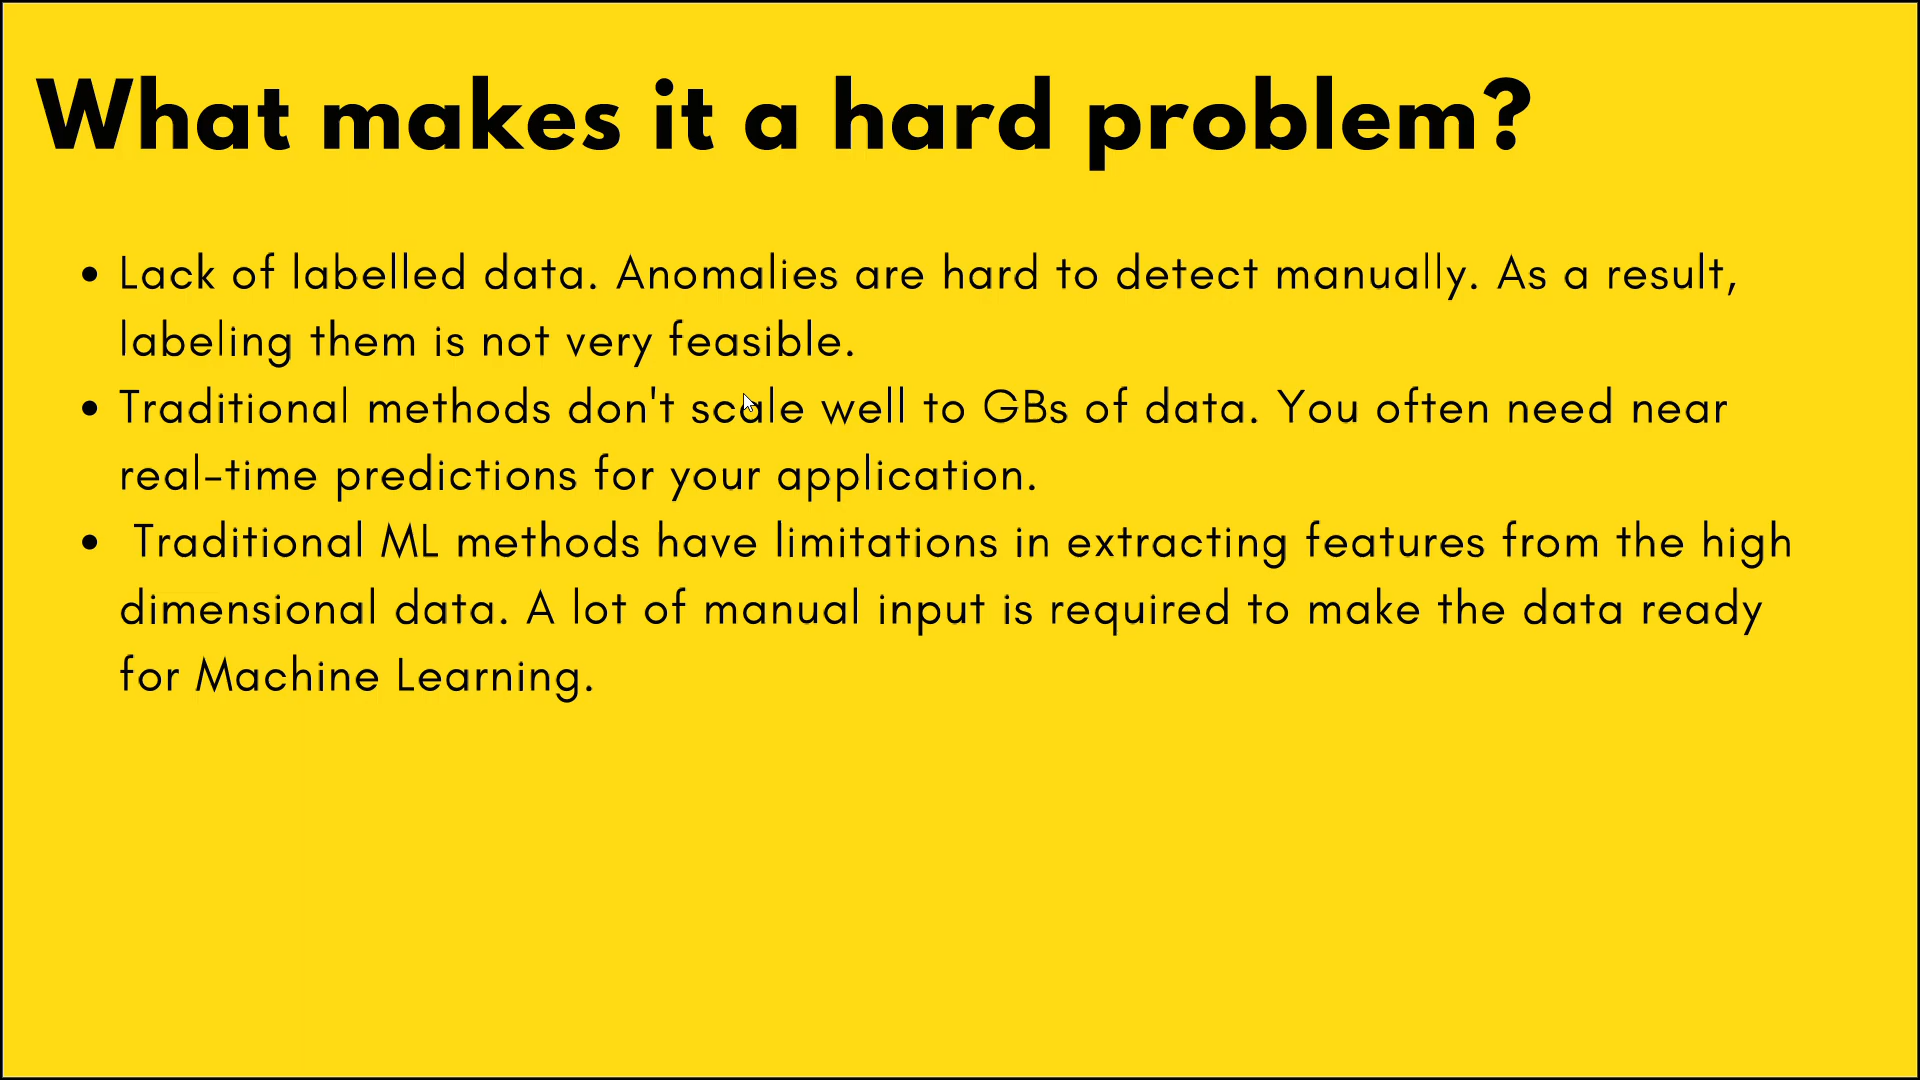 What makes it a hard problem?
• Lack of labelled data. Anomalies are hard to detect manually. As a result,
labeling them is not very feasible.
• Traditional methods don't scale well to GBs of data. You often need near
real-time predictions for your application.
• Traditional ML methods have limitations in extracting features from the high
dimensional data. A lot of manual input is required to make the data ready
for Machine Learning.